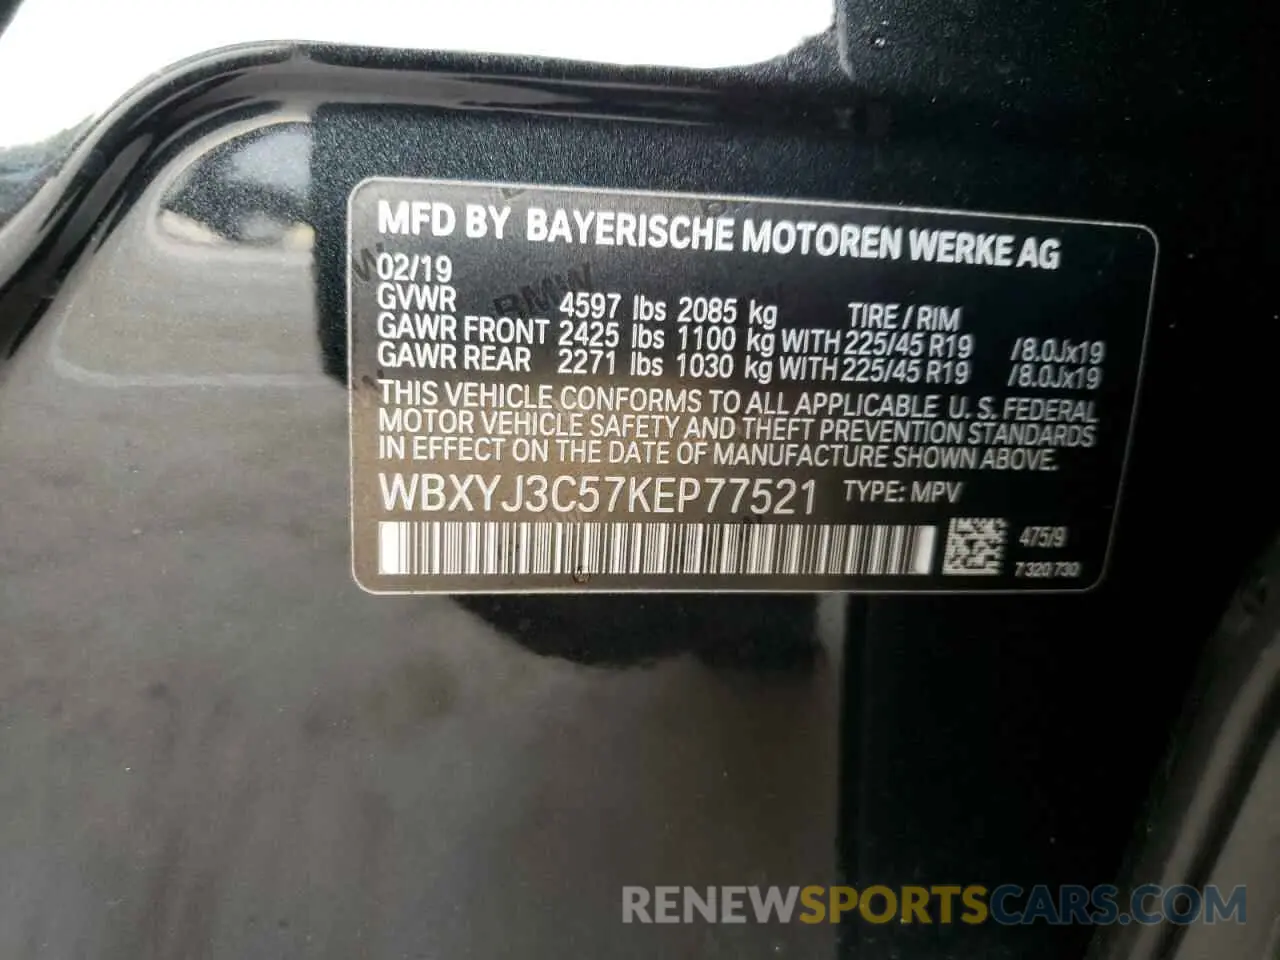 MFD BY BAYERISCHE MOTOREN WERKE AG
02/19
GVWR 4597 lbs 2085 kg TIRE / RIM
GAWR FRONT 2425 lbs 1100 kg WITH 225/45 R19 /8.0Jx19
GAWR REAR 2271 lbs 1030 kg WITH 225/45 R19 /8.0Jx19
THIS VEHICLE CONFORMS TO ALL APPLICABLE U. S. FEDERAL
MOTOR VEHICLE SAFETY AND THEFT PREVENTION STANDARDS
IN EFFECT ON THE DATE OF MANUFACTURE SHOWN ABOVE.
WBXYJ3C57KEP77521 TYPE: MPV
475/9
7 320 730
RENEWSPORTSCARS.COM